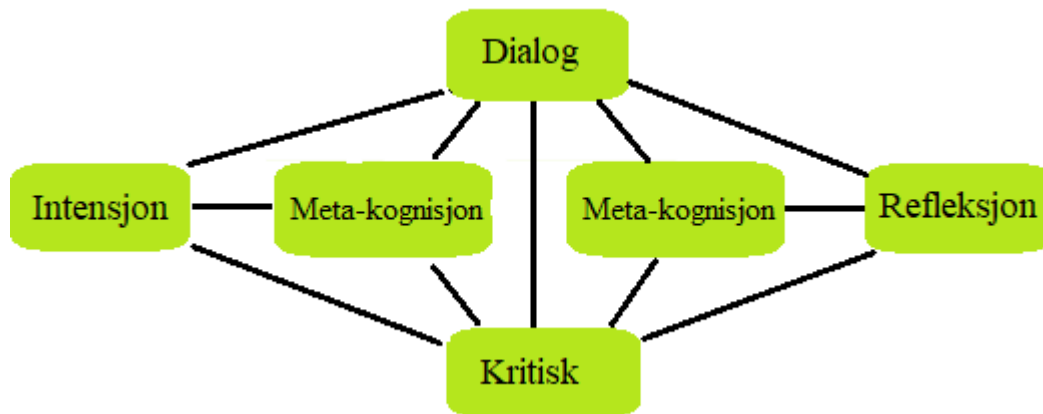 Dialog
Intensjon
Meta-kognisjon
Meta-kognisjon
Refleksjon
Kritisk